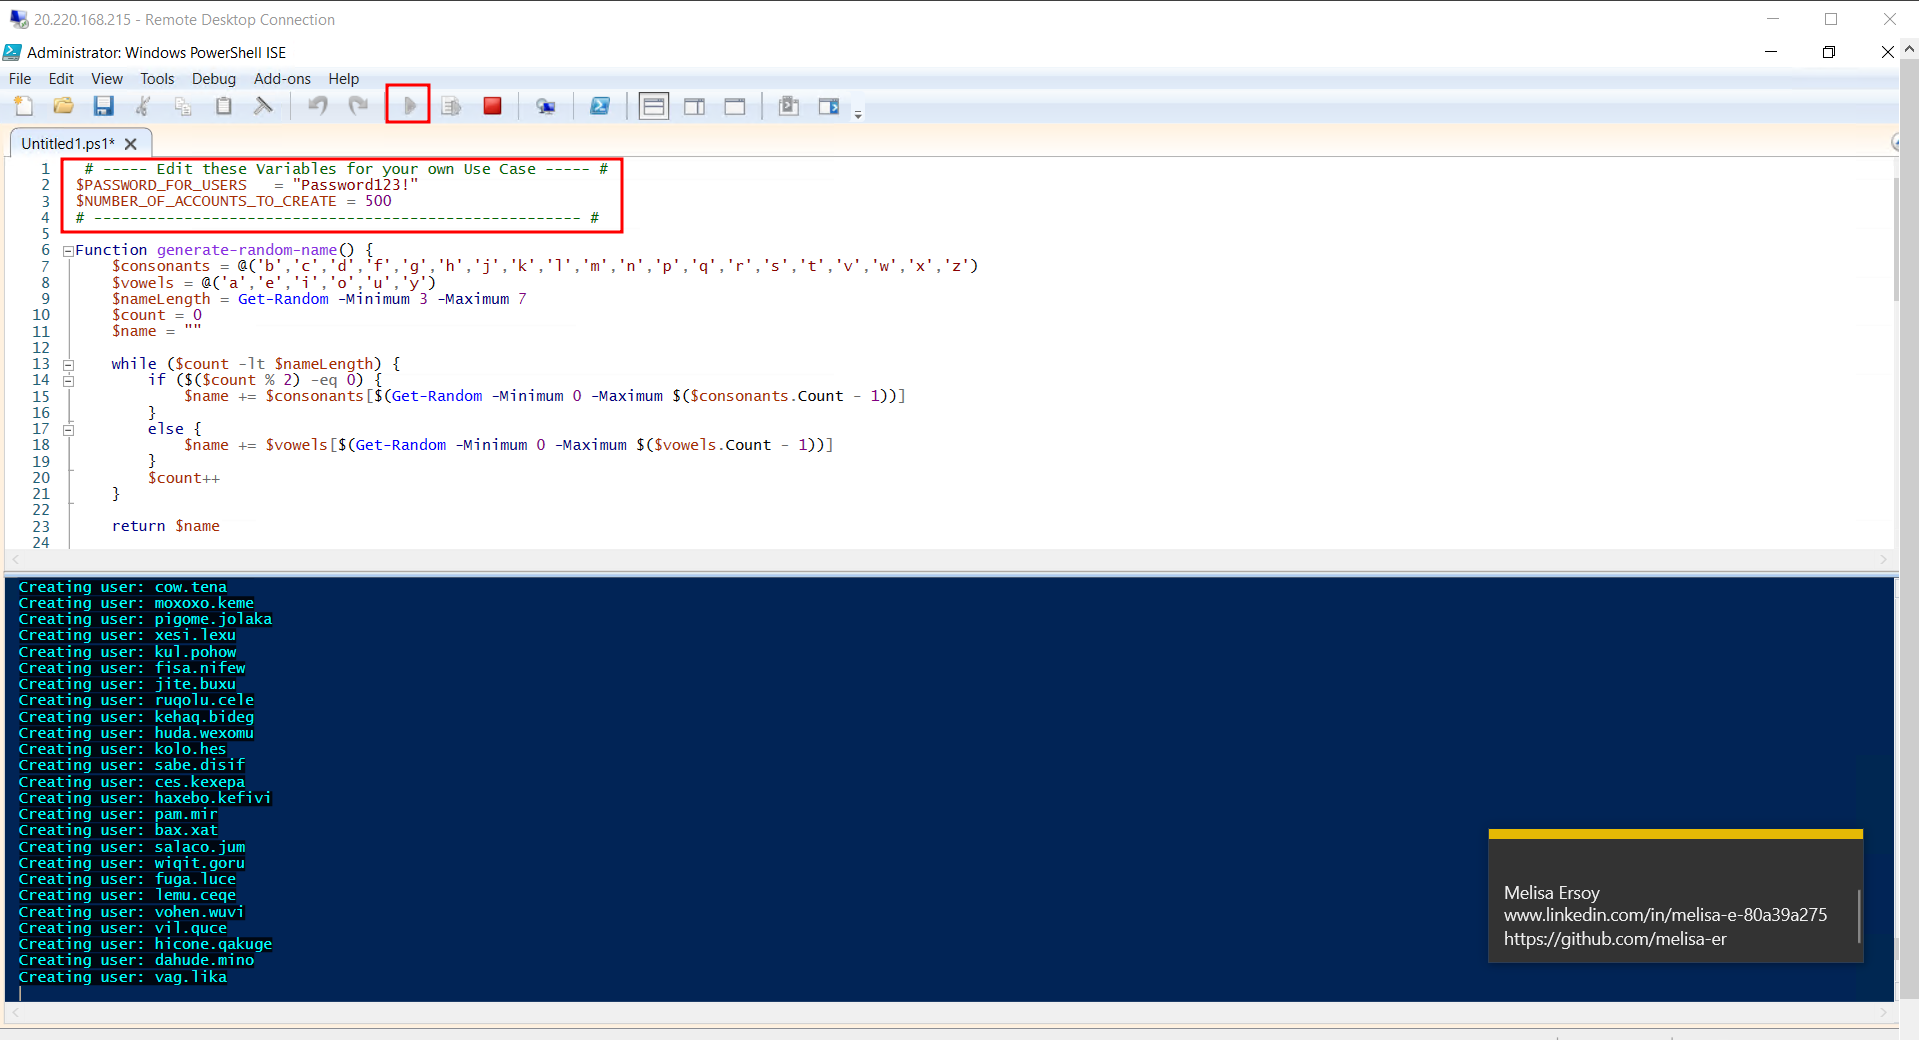 20.220.168.215 - Remote Desktop Connection
Administrator: Windows PowerShell ISE
File Edit View Tools Debug Add-ons Help
Untitled1.ps1*
1 # ----- Edit these Variables for your own Use Case ----- #
2 $PASSWORD_FOR_USERS = "Password123!"
3 $NUMBER_OF_ACCOUNTS_TO_CREATE = 500
4 # ------------------------------------------------------ #
5
6 Function generate-random-name() {
7 $consonants = @('b','c','d','f','g','h','j','k','l','m','n','p','q','r','s','t','v','w','x','z')
8 $vowels = @('a','e','i','o','u','y')
9 $nameLength = Get-Random -Minimum 3 -Maximum 7
10 $count = 0
11 $name = ""
12
13 while ($count -lt $nameLength) {
14 if ($($count % 2) -eq 0) {
15 $name += $consonants[$(Get-Random -Minimum 0 -Maximum $($consonants.Count - 1))]
16 }
17 else {
18 $name += $vowels[$(Get-Random -Minimum 0 -Maximum $($vowels.Count - 1))]
19 }
20 $count++
21 }
22
23 return $name
24
Creating user: cow.tena
Creating user: moxoxo.keme
Creating user: pigome.jolaka
Creating user: xesi.lexu
Creating user: kul.pohow
Creating user: fisa.nifew
Creating user: jite.buxu
Creating user: ruqolu.cele
Creating user: kehaq.bideg
Creating user: huda.wexomu
Creating user: kolo.hes
Creating user: sabe.disif
Creating user: ces.kexepa
Creating user: haxebo.kefivi
Creating user: pam.mir
Creating user: bax.xat
Creating user: salaco.jum
Creating user: wiqit.goru
Creating user: fuga.luce
Creating user: lemu.ceqe
Creating user: vohen.wuvi
Creating user: vil.quce
Creating user: hicone.qakuge
Creating user: dahude.mino
Creating user: vag.lika
Melisa Ersoy
www.linkedin.com/in/melisa-e-80a39a275
https://github.com/melisa-er